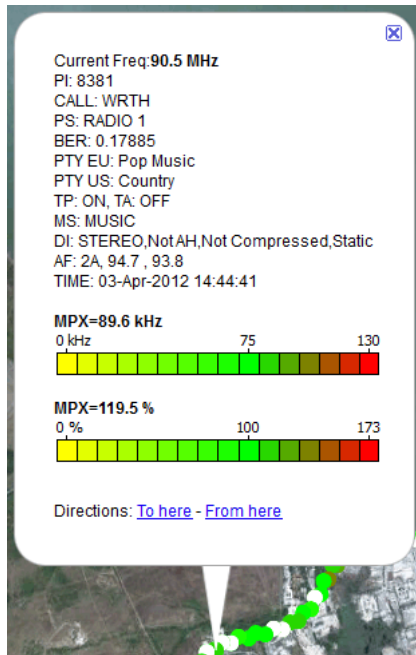 Current Freq:90.5 MHz
PI: 8381
CALL: WRTH
PS: RADIO 1
BER: 0.17885
PTY EU: Pop Music
PTY US: Country
TP: ON, TA: OFF
MS: MUSIC
DI: STEREO,Not AH,Not Compressed,Static
AF: 2A, 94.7 , 93.8
TIME: 03-Apr-2012 14:44:41
MPX=89.6 kHz
0 kHz 75 130
MPX=119.5 %
0 % 100 173
Directions: To here - From here